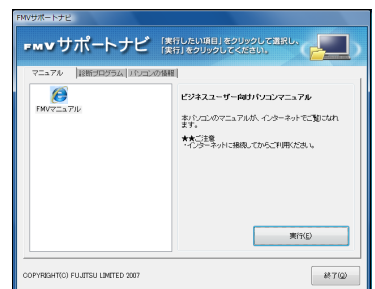 FMVサポートナビ
FMVサポートナビ
「実行したい項目」をクリックして選択し、
「実行」をクリックしてください。
マニュアル 診断プログラム パソコンの情報
FMVマニュアル
ビジネスユーザー向けパソコンマニュアル
本パソコンのマニュアルが、インターネットでご覧になれ
ます。
★★ご注意
・インターネットに接続してからご利用ください。
実行(E)
COPYRIGHT(C) FUJITSU LIMITED 2007
終了(Q)